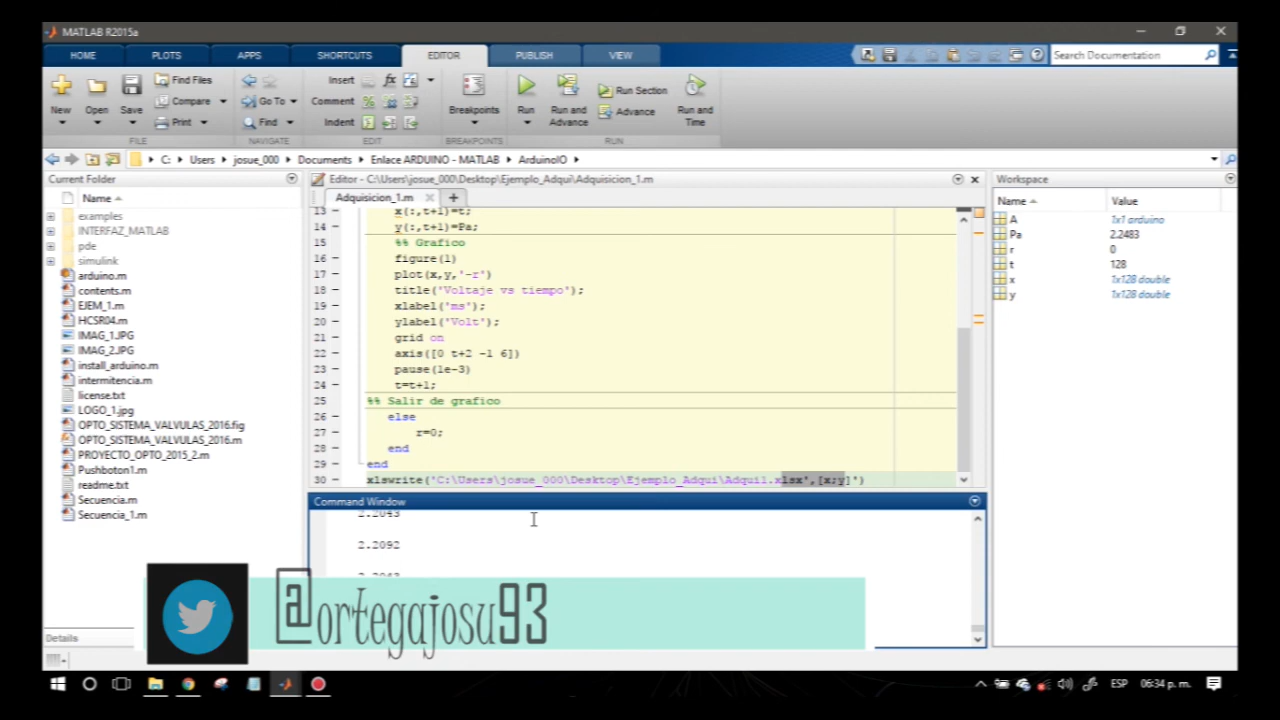 MATLAB R2015a
HOME PLOTS APPS SHORTCUTS EDITOR PUBLISH VIEW Search Documentation
New Open Save Find Files Compare Print
Insert fx Comment Indent Go To Find
Breakpoints Run Run and Advance Run Section Advance Run and Time
FILE NAVIGATE EDIT BREAKPOINTS RUN
C: Users josue_000 Documents Enlace ARDUINO - MATLAB ArduinoIO
Current Folder
Name
examples
INTERFAZ_MATLAB
pde
simulink
arduino.m
contents.m
EJEM_1.m
HCSR04.m
IMAG_1.JPG
IMAG_2.JPG
install_arduino.m
intermitencia.m
license.txt
LOGO_1.jpg
OPTO_SISTEMA_VALVULAS_2016.fig
OPTO_SISTEMA_VALVULAS_2016.m
PROYECTO_OPTO_2015_2.m
Pushboton1.m
readme.txt
Secuencia.m
Secuencia_1.m
Details
Editor - C:\Users\josue_000\Desktop\Ejemplo_Adqui\Adquisicion_1.m
Adquisicion_1.m
13 – x(:,t+1)=t;
14 – y(:,t+1)=Pa;
15 %% Grafico
16 – figure(1)
17 – plot(x,y,'-r')
18 – title('Voltaje vs tiempo');
19 – xlabel('ms');
20 – ylabel('Volt');
21 – grid on
22 – axis([0 t+2 -1 6])
23 – pause(1e-3)
24 – t=t+1;
25 %% Salir de grafico
26 – else
27 – r=0;
28 – end
29 – end
30 – xlswrite('C:\Users\josue_000\Desktop\Ejemplo_Adqui\Adqui1.xlsx',[x;y]')
Command Window
2.2043
2.2092
2.2043
Workspace
Name Value
A 1x1 arduino
Pa 2.2483
r 0
t 128
x 1x128 double
y 1x128 double
@ortegajosu93
ESP 06:34 p. m.